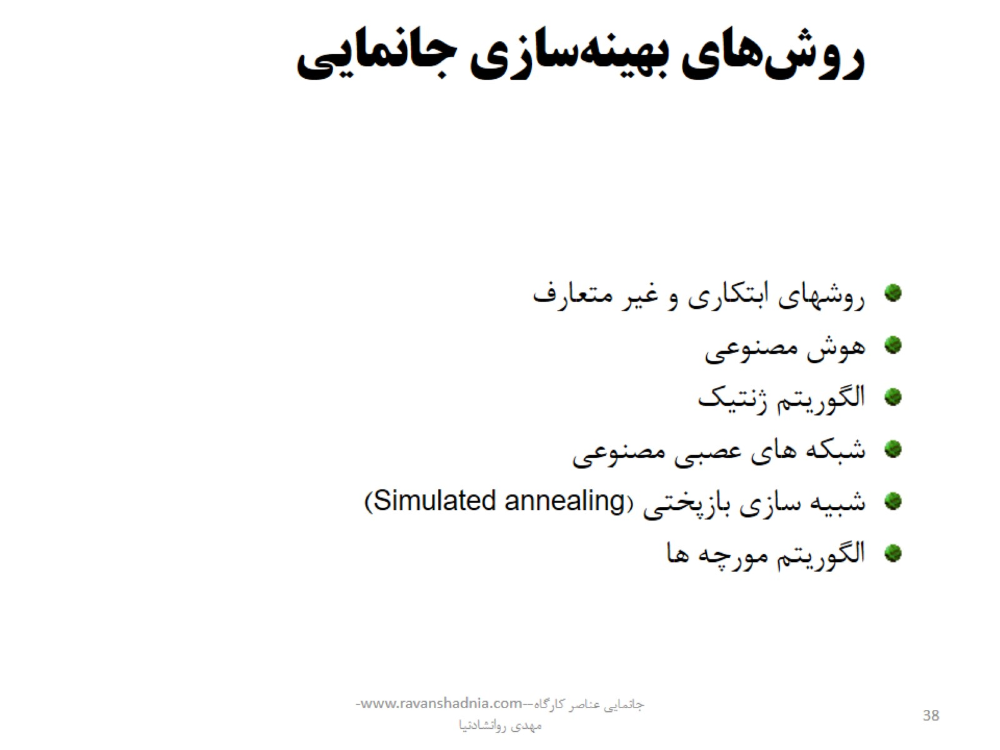 روش‌های بهینه‌سازی جانمایی
روشهای ابتکاری و غیر متعارف
هوش مصنوعی
الگوریتم ژنتیک
شبکه های عصبی مصنوعی
شبیه سازی بازپختی (Simulated annealing)
الگوریتم مورچه ها
جانمایی عناصر کارگاه--www.ravanshadnia.com-
مهدی روانشادنیا
38